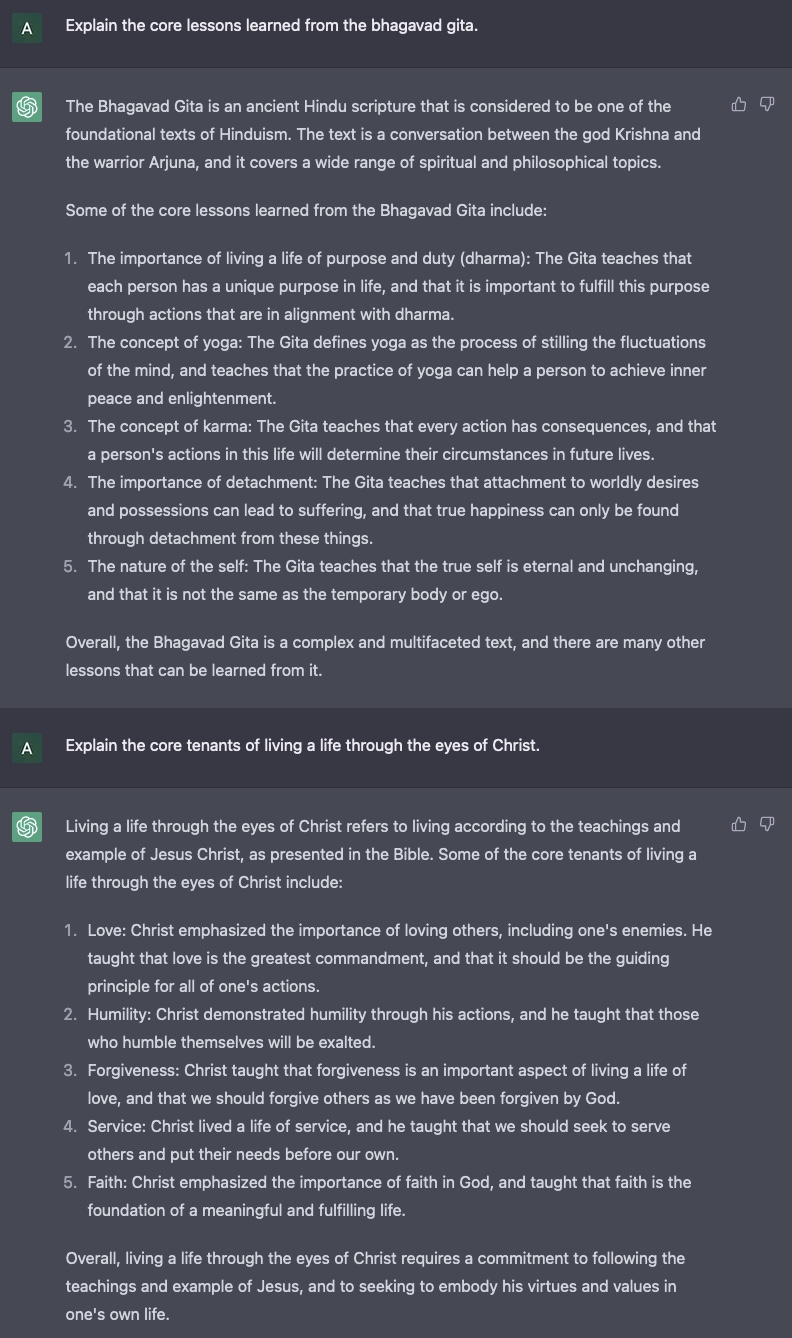 A
Explain the core lessons learned from the bhagavad gita.
The Bhagavad Gita is an ancient Hindu scripture that is considered to be one of the
foundational texts of Hinduism. The text is a conversation between the god Krishna and
the warrior Arjuna, and it covers a wide range of spiritual and philosophical topics.
Some of the core lessons learned from the Bhagavad Gita include:
1. The importance of living a life of purpose and duty (dharma): The Gita teaches that
each person has a unique purpose in life, and that it is important to fulfill this purpose
through actions that are in alignment with dharma.
2. The concept of yoga: The Gita defines yoga as the process of stilling the fluctuations
of the mind, and teaches that the practice of yoga can help a person to achieve inner
peace and enlightenment.
3. The concept of karma: The Gita teaches that every action has consequences, and that
a person's actions in this life will determine their circumstances in future lives.
4. The importance of detachment: The Gita teaches that attachment to worldly desires
and possessions can lead to suffering, and that true happiness can only be found
through detachment from these things.
5. The nature of the self: The Gita teaches that the true self is eternal and unchanging,
and that it is not the same as the temporary body or ego.
Overall, the Bhagavad Gita is a complex and multifaceted text, and there are many other
lessons that can be learned from it.
A
Explain the core tenants of living a life through the eyes of Christ.
Living a life through the eyes of Christ refers to living according to the teachings and
example of Jesus Christ, as presented in the Bible. Some of the core tenants of living a
life through the eyes of Christ include:
1. Love: Christ emphasized the importance of loving others, including one's enemies. He
taught that love is the greatest commandment, and that it should be the guiding
principle for all of one's actions.
2. Humility: Christ demonstrated humility through his actions, and he taught that those
who humble themselves will be exalted.
3. Forgiveness: Christ taught that forgiveness is an important aspect of living a life of
love, and that we should forgive others as we have been forgiven by God.
4. Service: Christ lived a life of service, and he taught that we should seek to serve
others and put their needs before our own.
5. Faith: Christ emphasized the importance of faith in God, and taught that faith is the
foundation of a meaningful and fulfilling life.
Overall, living a life through the eyes of Christ requires a commitment to following the
teachings and example of Jesus, and to seeking to embody his virtues and values in
one's own life.